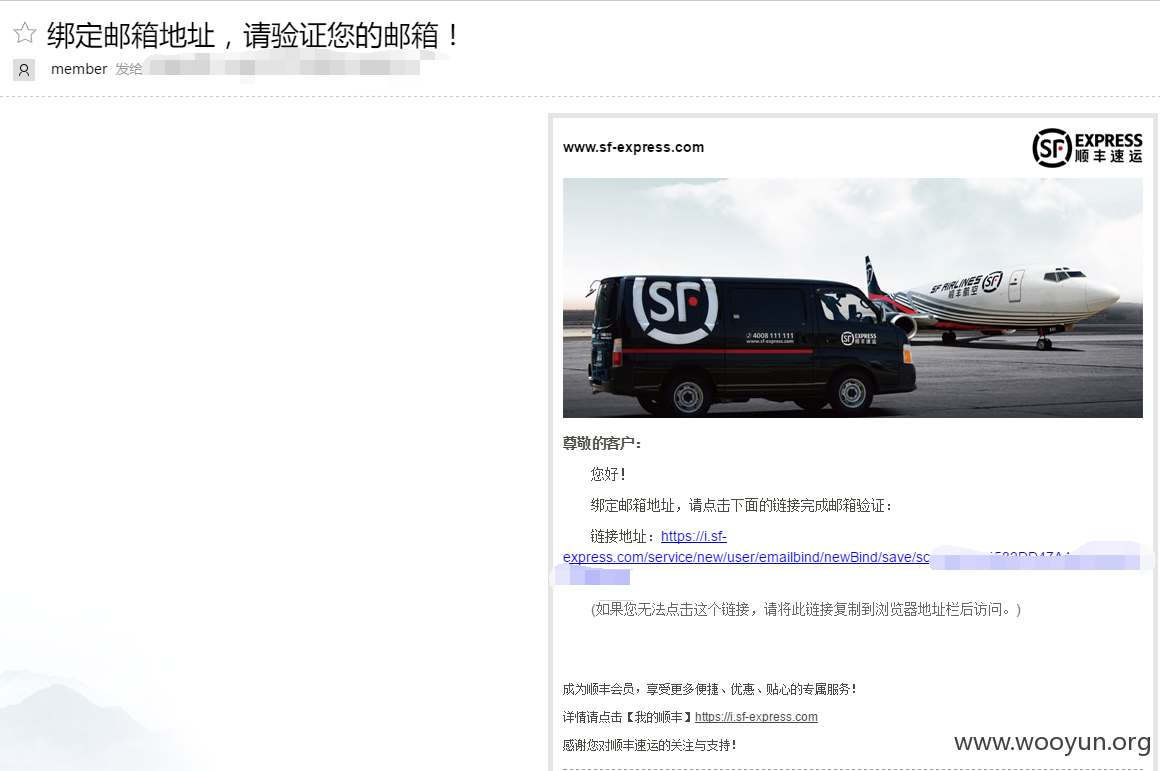 绑定邮箱地址，请验证您的邮箱！
member 发给
www.sf-express.com
SF EXPRESS
顺丰速运
SF AIRLINES SF
顺丰航空
SF
4008 111 111
www.sf-express.com
SF EXPRESS
顺丰速运
尊敬的客户：
您好！
绑定邮箱地址，请点击下面的链接完成邮箱验证：
链接地址：https://i.sf-
express.com/service/new/user/emailbind/newBind/save/sc
(如果您无法点击这个链接，请将此链接复制到浏览器地址栏后访问。)
成为顺丰会员，享受更多便捷、优惠、贴心的专属服务！
详情请点击【我的顺丰】https://i.sf-express.com
感谢您对顺丰速运的关注与支持！
www.wooyun.org